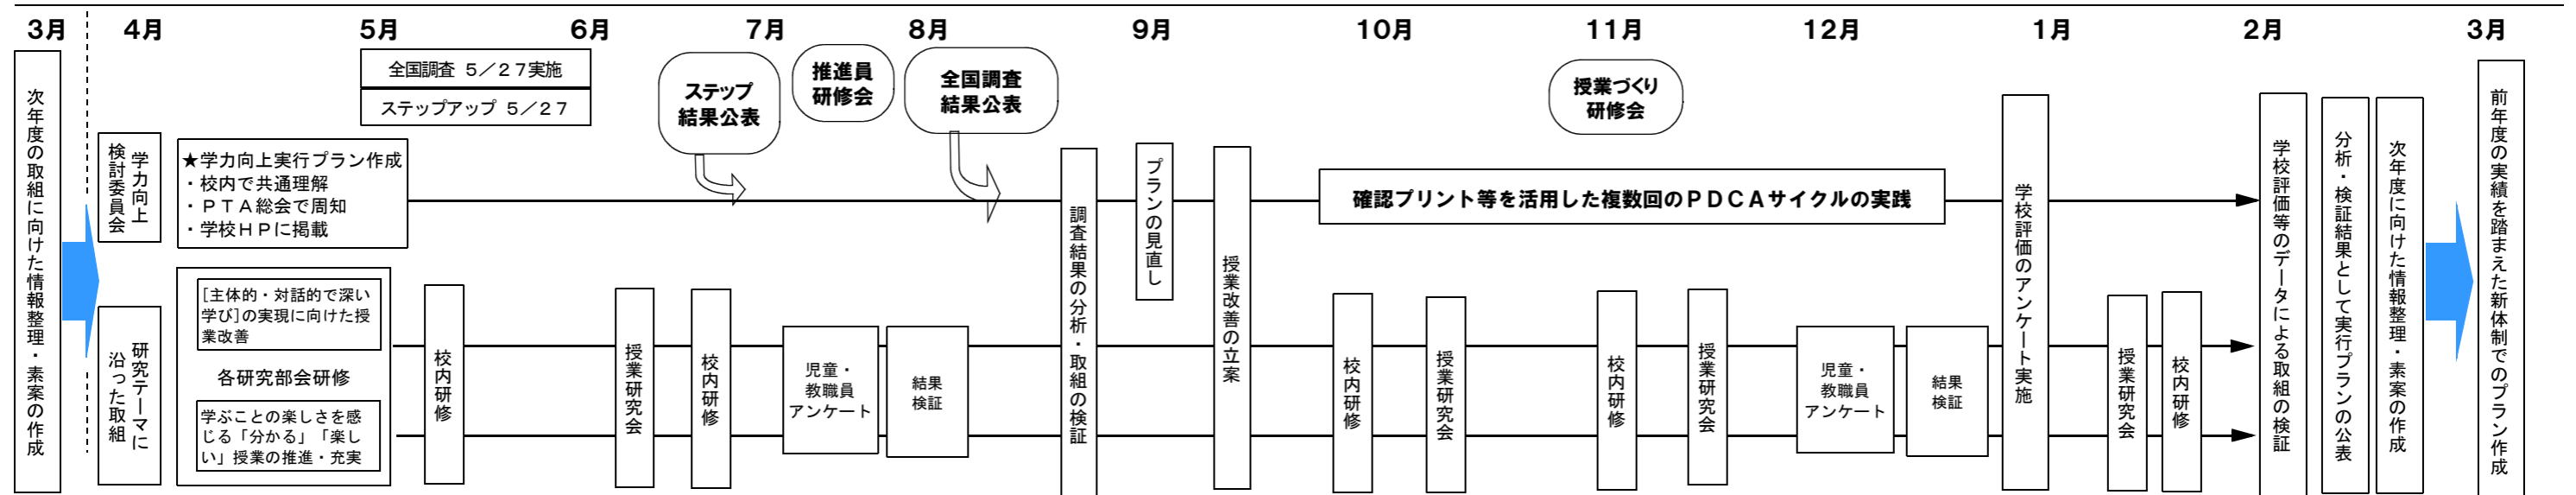 3月
4月
5月
6月
7月
8月
9月
10月
11月
12月
1月
2月
3月
次年度の取組に向けた情報整理・素案の作成
学力向上
検討委員会
研究テーマに
沿った取組
★学力向上実行プラン作成
・校内で共通理解
・ＰＴＡ総会で周知
・学校ＨＰに掲載
[主体的・対話的で深い
学び]の実現に向けた授
業改善
各研究部会研修
学ぶことの楽しさを感
じる「分かる」「楽し
い」授業の推進・充実
全国調査 ５／２７実施
ステップアップ ５／２７
校内研修
授業研究会
校内研修
ステップ
結果公表
推進員
研修会
全国調査
結果公表
児童・
教職員
アンケート
結果
検証
調査結果の分析・取組の検証
プランの見直し
授業改善の立案
確認プリント等を活用した複数回のＰＤＣＡサイクルの実践
校内研修
授業研究会
授業づくり
研修会
校内研修
授業研究会
児童・
教職員
アンケート
結果
検証
学校評価のアンケート実施
授業研究会
校内研修
学校評価等のデータによる取組の検証
分析・検証結果として実行プランの公表
次年度に向けた情報整理・素案の作成
前年度の実績を踏まえた新体制でのプラン作成